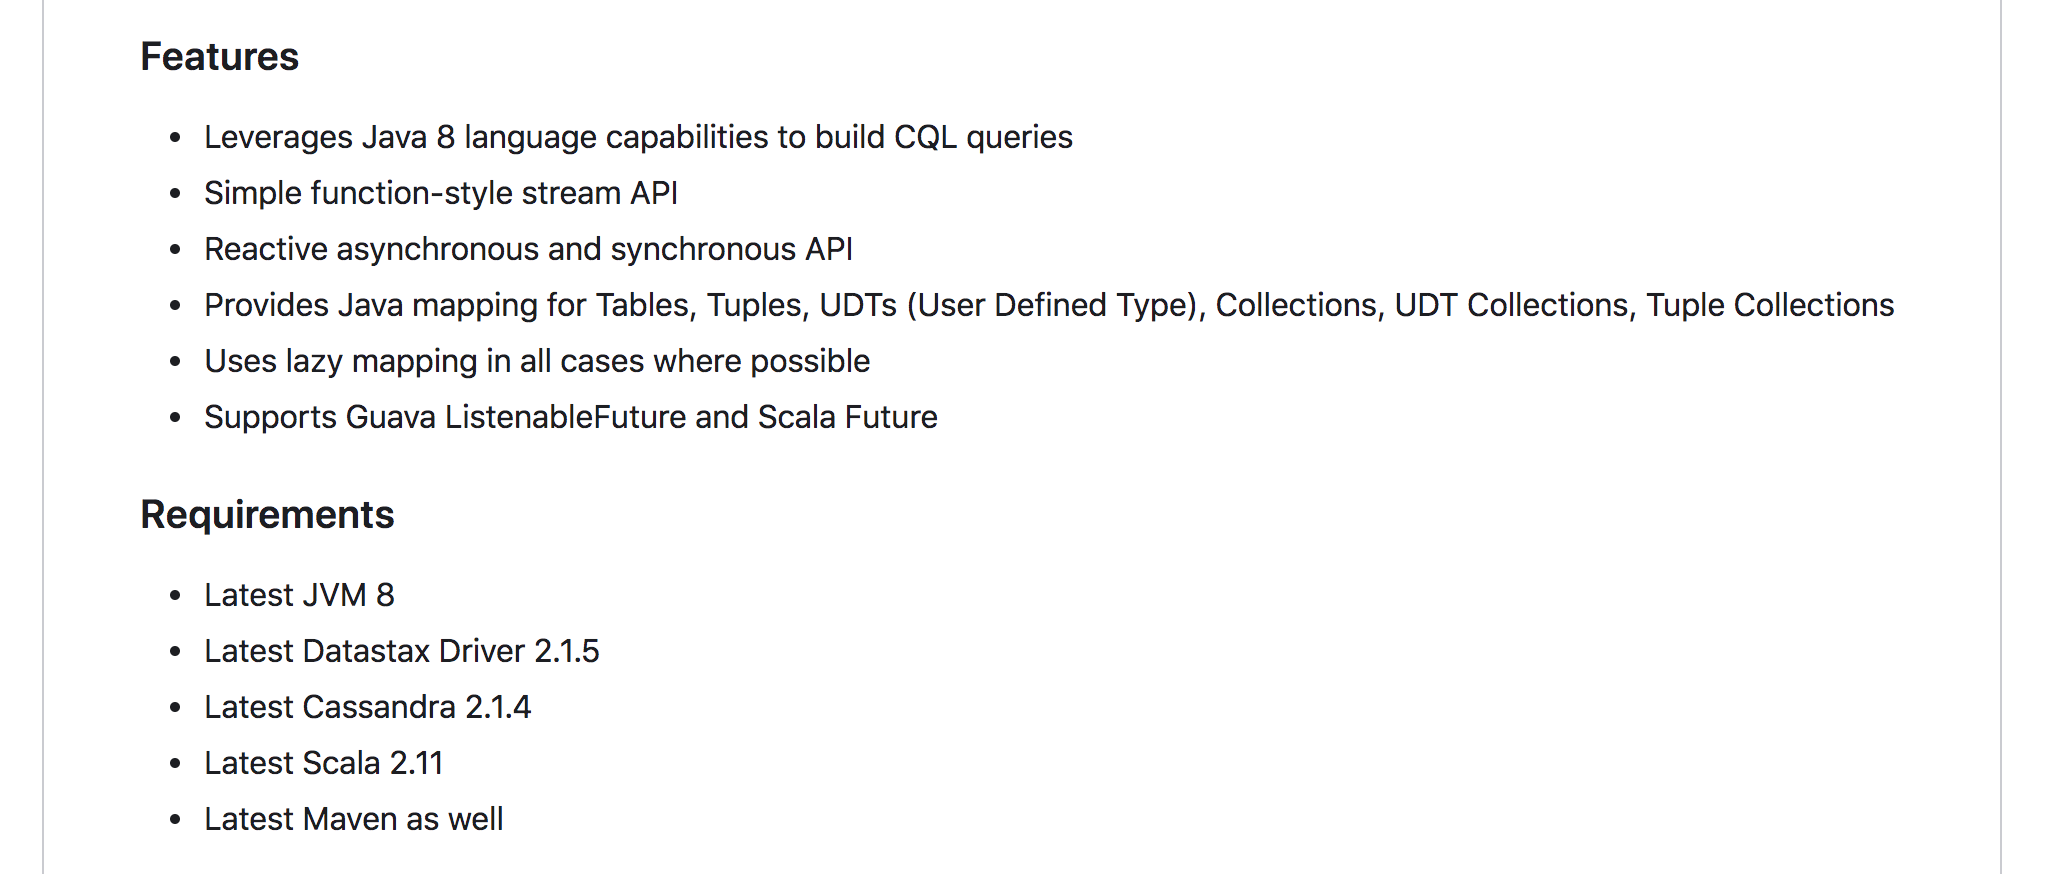 Features
• Leverages Java 8 language capabilities to build CQL queries
• Simple function-style stream API
• Reactive asynchronous and synchronous API
• Provides Java mapping for Tables, Tuples, UDTs (User Defined Type), Collections, UDT Collections, Tuple Collections
• Uses lazy mapping in all cases where possible
• Supports Guava ListenableFuture and Scala Future
Requirements
• Latest JVM 8
• Latest Datastax Driver 2.1.5
• Latest Cassandra 2.1.4
• Latest Scala 2.11
• Latest Maven as well